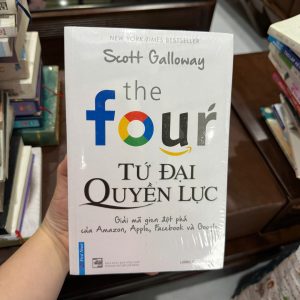 NEW YORK TIMES BESTSELLER
Scott Galloway
the
four
TỨ ĐẠI
QUYỀN LỰC
Giải mã gien đột phá
của Amazon, Apple, Facebook và Google